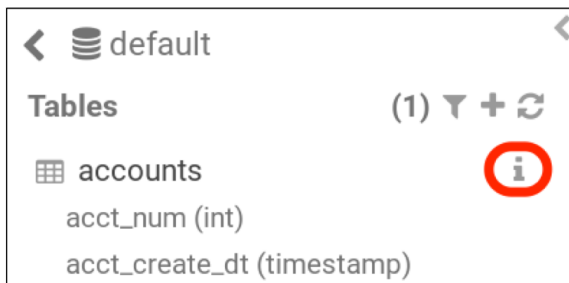 default
Tables (1)
accounts i
acct_num (int)
acct_create_dt (timestamp)